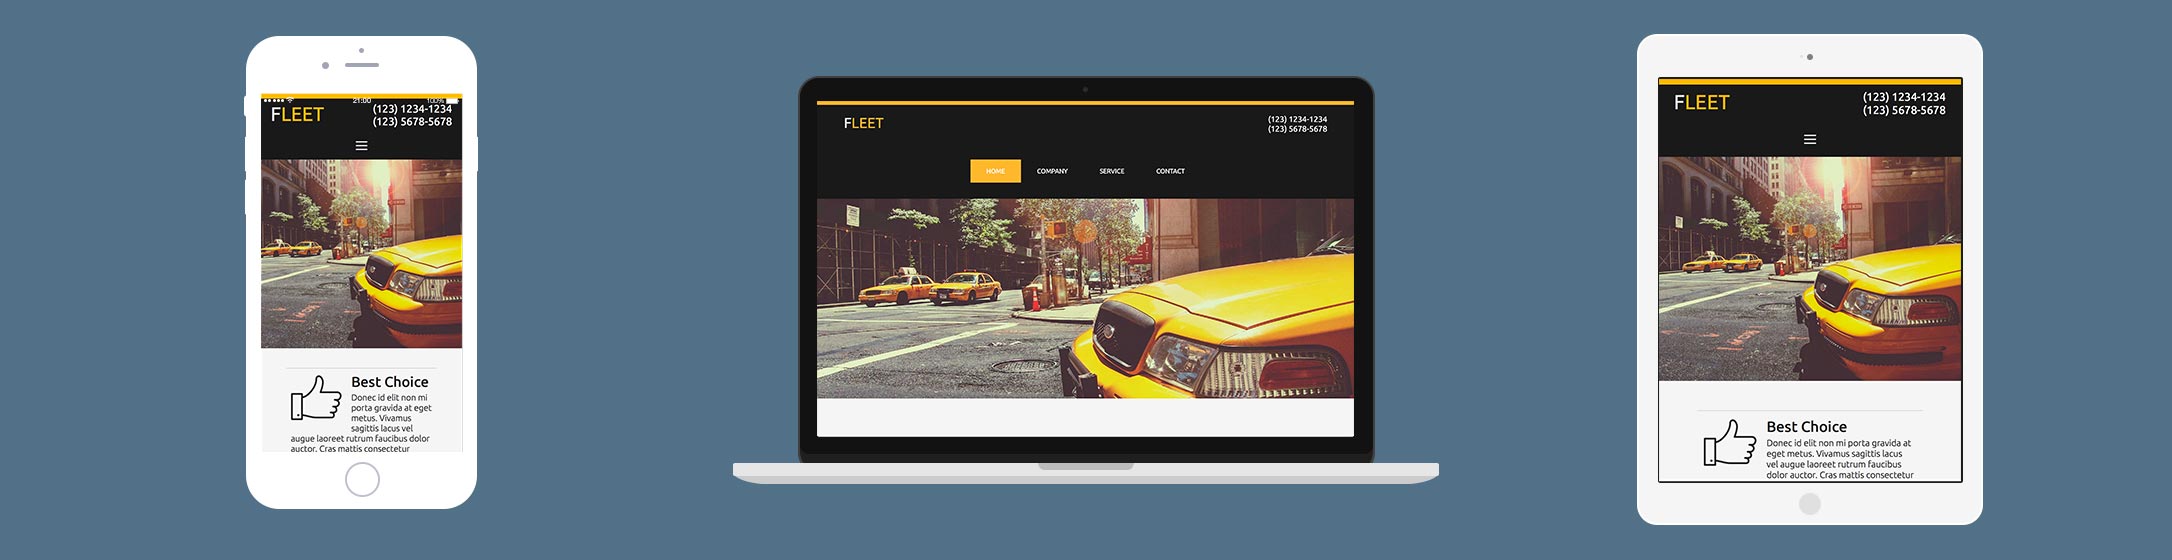 21:00
100%
FLEET
(123) 1234-1234
(123) 5678-5678
Best Choice
Donec id elit non mi
porta gravida at eget
metus. Vivamus
sagittis lacus vel
augue laoreet rutrum faucibus dolor
auctor. Cras mattis consectetur
FLEET
(123) 1234-1234
(123) 5678-5678
HOME COMPANY SERVICE CONTACT
FLEET
(123) 1234-1234
(123) 5678-5678
Best Choice
Donec id elit non mi porta gravida at
eget metus. Vivamus sagittis lacus
vel augue laoreet rutrum faucibus
dolor auctor. Cras mattis consectetur